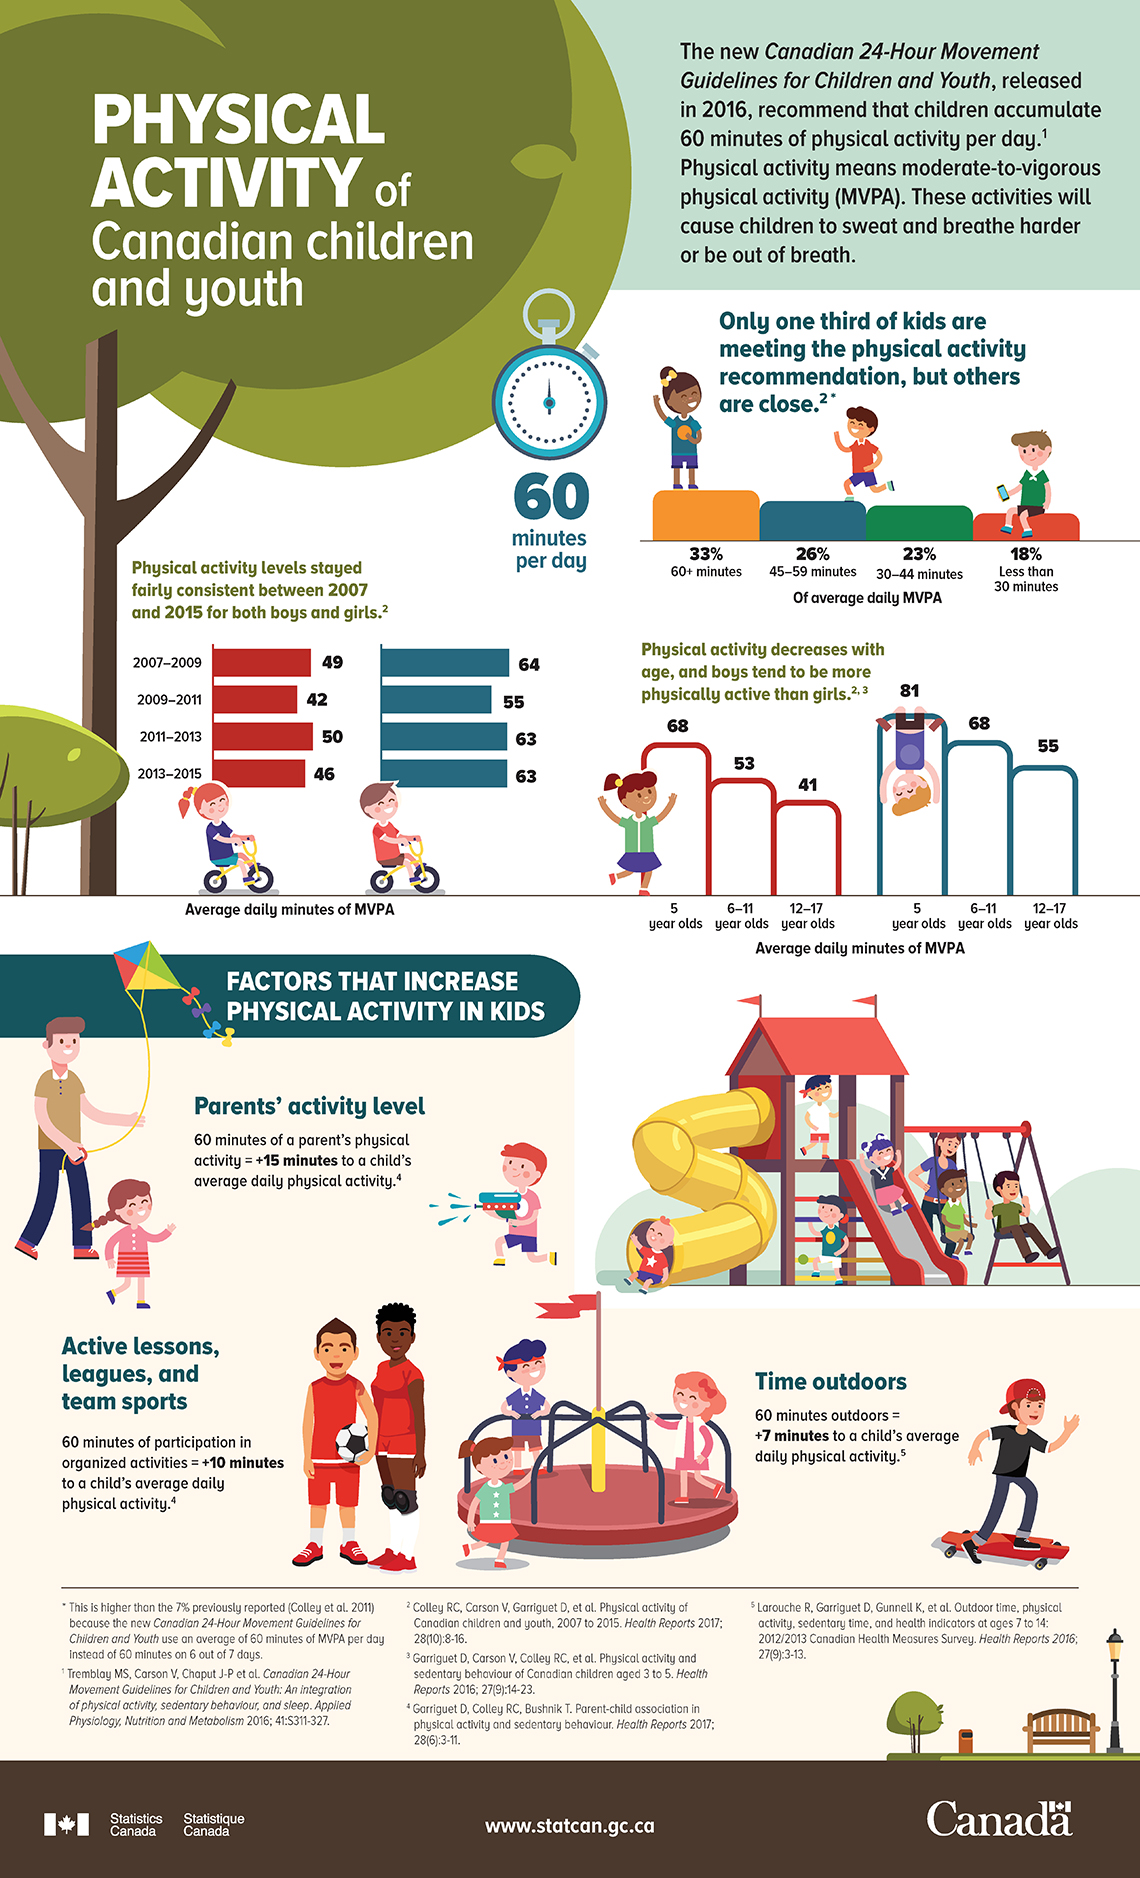 PHYSICAL
ACTIVITY of
Canadian children
and youth
The new Canadian 24-Hour Movement
Guidelines for Children and Youth, released
in 2016, recommend that children accumulate
60 minutes of physical activity per day.1
Physical activity means moderate-to-vigorous
physical activity (MVPA). These activities will
cause children to sweat and breathe harder
or be out of breath.
60
minutes
per day
Only one third of kids are
meeting the physical activity
recommendation, but others
are close.2 *
33% 26% 23% 18%
60+ minutes 45–59 minutes 30–44 minutes Less than
30 minutes
Of average daily MVPA
Physical activity levels stayed
fairly consistent between 2007
and 2015 for both boys and girls.2
2007–2009 49 64
2009–2011 42 55
2011–2013 50 63
2013–2015 46 63
Average daily minutes of MVPA
Physical activity decreases with
age, and boys tend to be more
physically active than girls.2, 3
68 53 41 81 68 55
5 6–11 12–17 5 6–11 12–17
year olds year olds year olds year olds year olds year olds
Average daily minutes of MVPA
FACTORS THAT INCREASE
PHYSICAL ACTIVITY IN KIDS
Parents' activity level
60 minutes of a parent's physical
activity = +15 minutes to a child's
average daily physical activity.4
Active lessons,
leagues, and
team sports
60 minutes of participation in
organized activities = +10 minutes
to a child's average daily
physical activity.4
Time outdoors
60 minutes outdoors =
+7 minutes to a child's average
daily physical activity.5
* This is higher than the 7% previously reported (Colley et al. 2011)
because the new Canadian 24-Hour Movement Guidelines for
Children and Youth use an average of 60 minutes of MVPA per day
instead of 60 minutes on 6 out of 7 days.
1 Tremblay MS, Carson V, Chaput J-P et al. Canadian 24-Hour
Movement Guidelines for Children and Youth: An integration
of physical activity, sedentary behaviour, and sleep. Applied
Physiology, Nutrition and Metabolism 2016; 41:S311-327.
2 Colley RC, Carson V, Garriguet D, et al. Physical activity of
Canadian children and youth, 2007 to 2015. Health Reports 2017;
28(10):8-16.
3 Garriguet D, Carson V, Colley RC, et al. Physical activity and
sedentary behaviour of Canadian children aged 3 to 5. Health
Reports 2016; 27(9):14-23.
4 Garriguet D, Colley RC, Bushnik T. Parent-child association in
physical activity and sedentary behaviour. Health Reports 2017;
28(6):3-11.
5 Larouche R, Garriguet D, Gunnell K, et al. Outdoor time, physical
activity, sedentary time, and health indicators at ages 7 to 14:
2012/2013 Canadian Health Measures Survey. Health Reports 2016;
27(9):3-13.
Statistics Statistique
Canada Canada
www.statcan.gc.ca
Canada